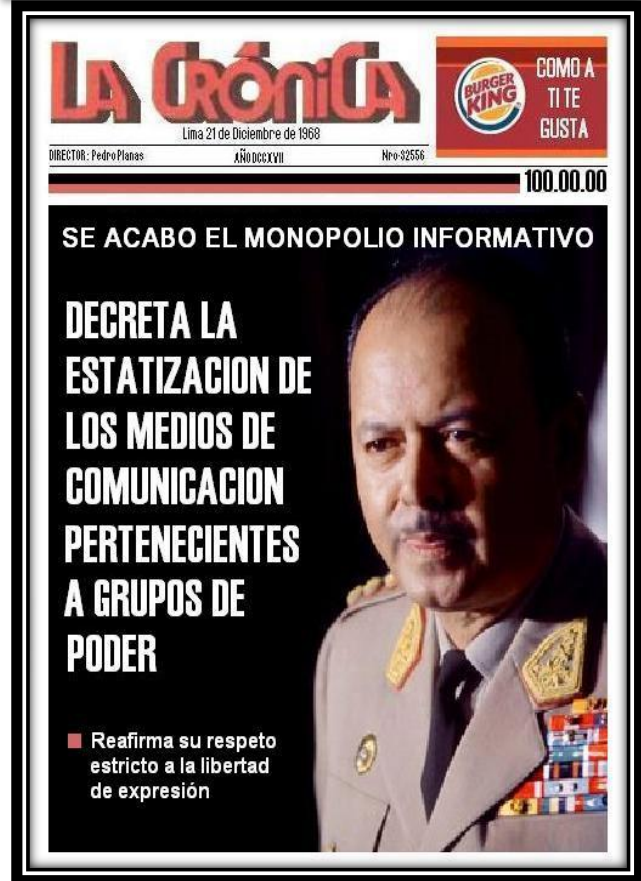 LA CRÓNICA
Lima 21 de Diciembre de 1968
DIRECTOR: Pedro Planas
AÑO DCCXVII
Nro-32556
BURGER
KING
COMO A
TI TE
GUSTA
100.00.00
SE ACABO EL MONOPOLIO INFORMATIVO
DECRETA LA
ESTATIZACION DE
LOS MEDIOS DE
COMUNICACION
PERTENECIENTES
A GRUPOS DE
PODER
Reafirma su respeto
estricto a la libertad
de expresión